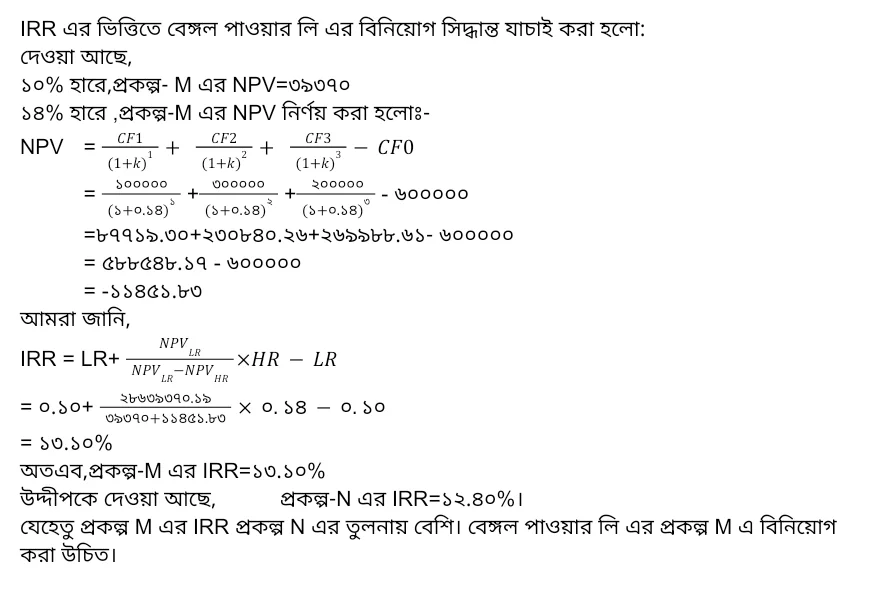 IRR এর ভিত্তিতে বেঙ্গল পাওয়ার লি এর বিনিয়োগ সিদ্ধান্ত যাচাই করা হলো:
দেওয়া আছে,
১০% হারে,প্রকল্প- M এর NPV=৩৯৩৭০
১৪% হারে ,প্রকল্প-M এর NPV নির্ণয় করা হলোঃ-
NPV = CF1/(1+k)^1 + CF2/(1+k)^2 + CF3/(1+k)^3 − CF0
= ১০০০০০/(১+০.১৪)^১ + ৩০০০০০/(১+০.১৪)^২ + ২০০০০০/(১+০.১৪)^৩ - ৬০০০০০
=৮৭৭১৯.৩০+২৩০৮৪০.২৬+২৬৯৯৮৮.৬১- ৬০০০০০
= ৫৮৮৫৪৮.১৭ - ৬০০০০০
= -১১৪৫১.৮৩
আমরা জানি,
IRR = LR+ NPV_LR/(NPV_LR−NPV_HR) ×HR − LR
= ০.১০+ ২৮৬৩৯৩৭০.১৯/(৩৯৩৭০+১১৪৫১.৮৩) × ০. ১৪ − ০. ১০
= ১৩.১০%
অতএব,প্রকল্প-M এর IRR=১৩.১০%
উদ্দীপকে দেওয়া আছে, প্রকল্প-N এর IRR=১২.৪০%।
যেহেতু প্রকল্প M এর IRR প্রকল্প N এর তুলনায় বেশি। বেঙ্গল পাওয়ার লি এর প্রকল্প M এ বিনিয়োগ
করা উচিত।